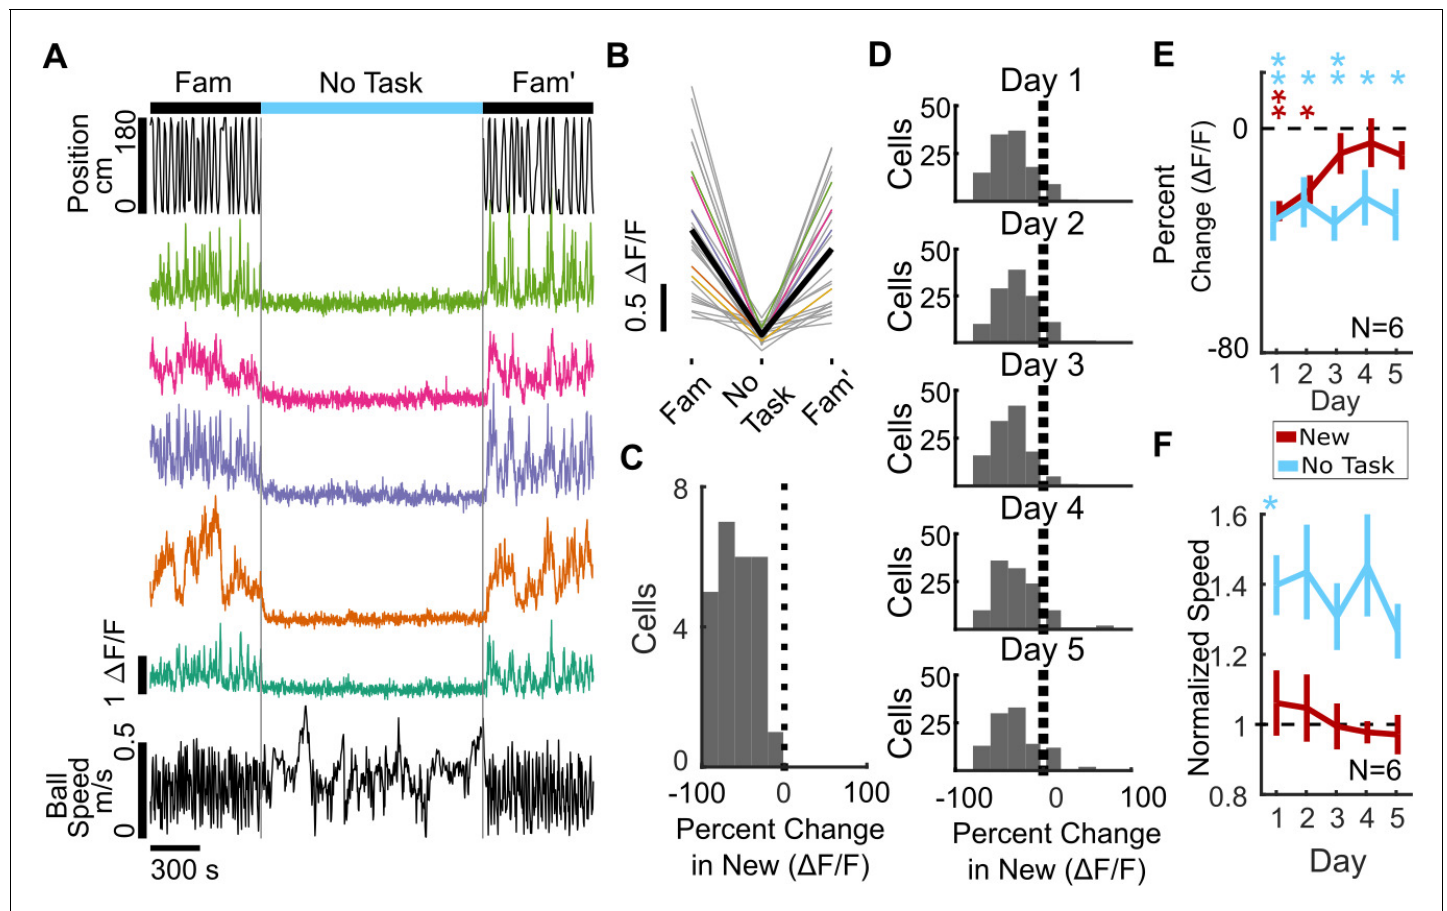 A
Fam
No Task
Fam'
Position
cm
180
0
1 ΔF/F
Ball
Speed
m/s
0.5
0
300 s
B
0.5 ΔF/F
Fam
No
Task
Fam'
C
Cells
8
4
0
-100
0
100
Percent Change
in New (ΔF/F)
D
Day 1
Cells
50
25
Day 2
Cells
50
25
Day 3
Cells
50
25
Day 4
Cells
50
25
Day 5
Cells
50
25
-100
0
100
Percent Change
in New (ΔF/F)
E
* * * * *
* *
* *
*
Percent
Change (ΔF/F)
0
-80
N=6
1 2 3 4 5
Day
New
No Task
F
*
Normalized Speed
1.6
1.4
1.2
1
0.8
N=6
1 2 3 4 5
Day